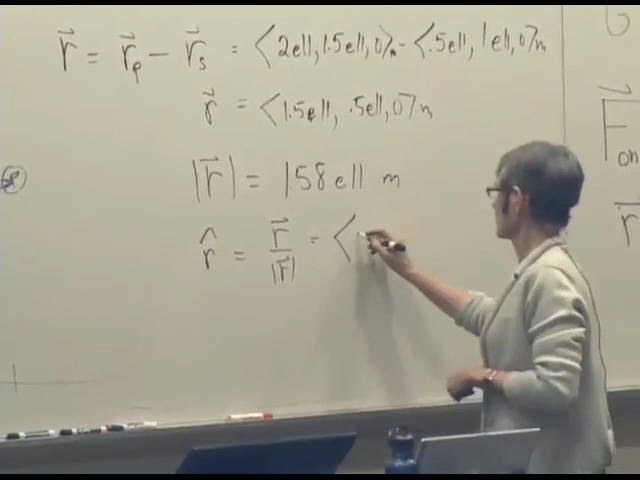 r⃗ = r⃗ₚ − r⃗ₛ = ⟨2e11, 1.5e11, 0⟩m − ⟨.5e11, 1e11, 0⟩m
r⃗ = ⟨1.5e11, .5e11, 0⟩ m
|r⃗| = 1.58e11 m
r̂ = r⃗/|r⃗| = ⟨
F⃗on
r⃗